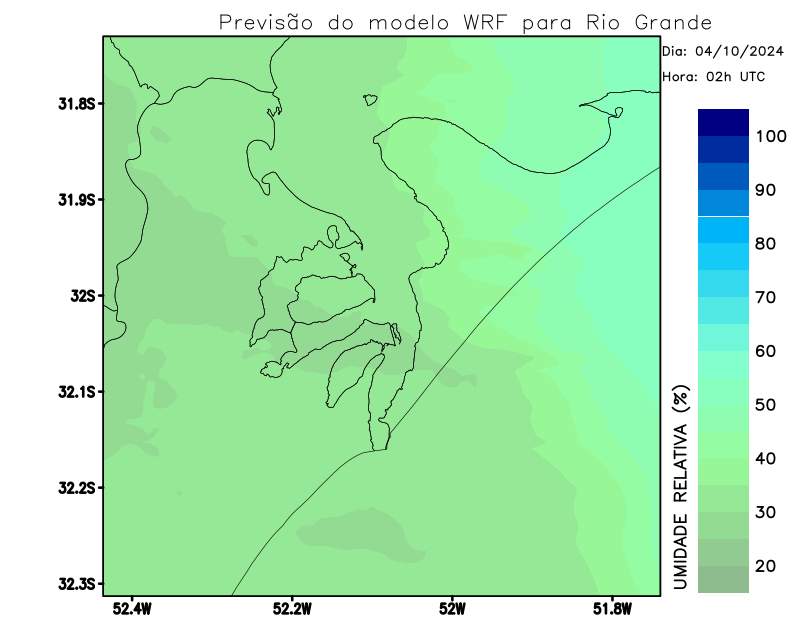 Previsão do modelo WRF para Rio Grande
Dia: 04/10/2024
Hora: 02h UTC
31.8S
31.9S
32S
32.1S
32.2S
32.3S
52.4W
52.2W
52W
51.8W
UMIDADE RELATIVA (%)
100
90
80
70
60
50
40
30
20